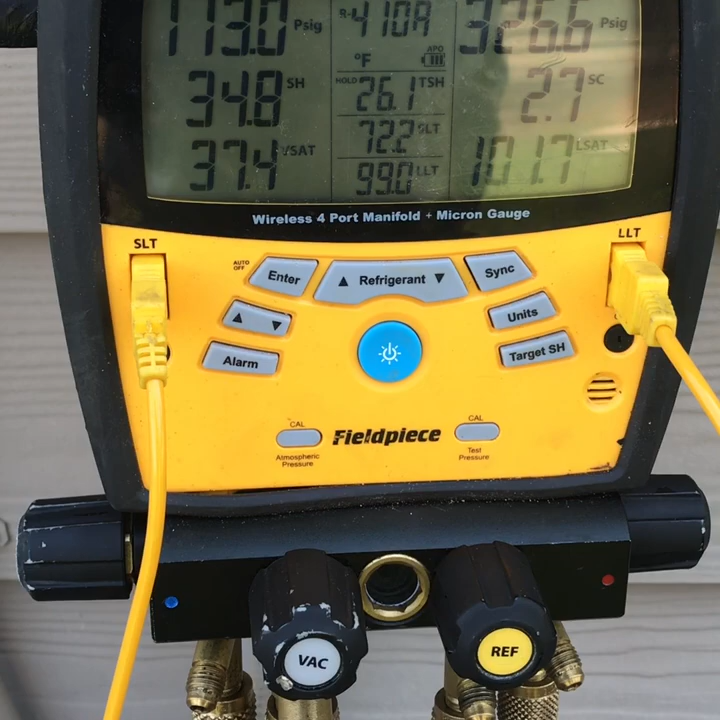 113.0 Psig R-410A 326.6 Psig
°F APO
34.8 SH HOLD 26.1 TSH 2.7 SC
72.2 SLT
37.4 VSAT 99.0 LLT 101.7 LSAT
Wireless 4 Port Manifold + Micron Gauge
SLT LLT
AUTO OFF Enter ▲ Refrigerant ▼ Sync
▲ ▼ Units
Alarm Target SH
CAL Fieldpiece CAL
Atmospheric Test
Pressure Pressure
VAC REF